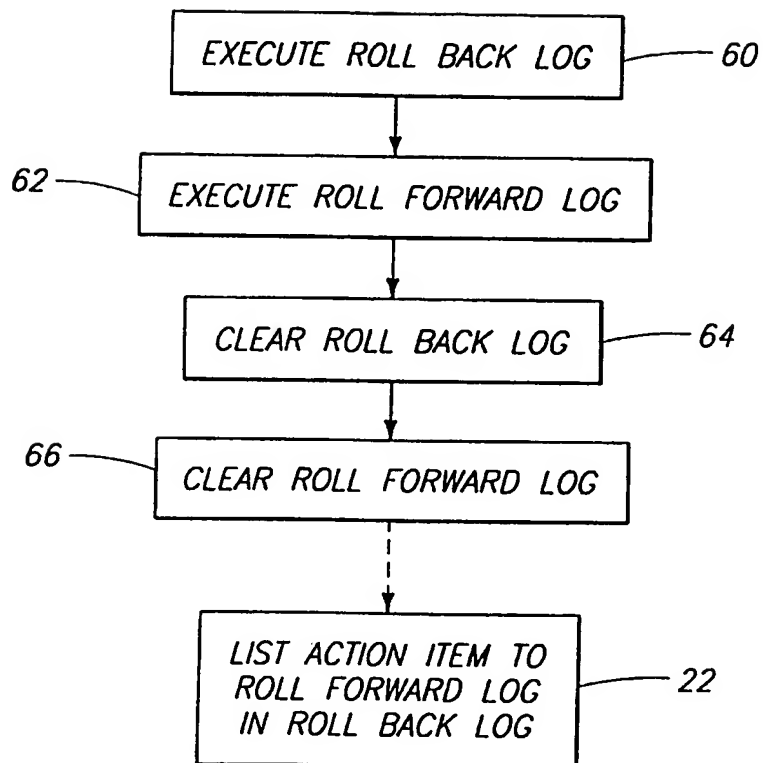 EXECUTE ROLL BACK LOG
60
62
EXECUTE ROLL FORWARD LOG
CLEAR ROLL BACK LOG
64
66
CLEAR ROLL FORWARD LOG
LIST ACTION ITEM TO
ROLL FORWARD LOG
IN ROLL BACK LOG
22